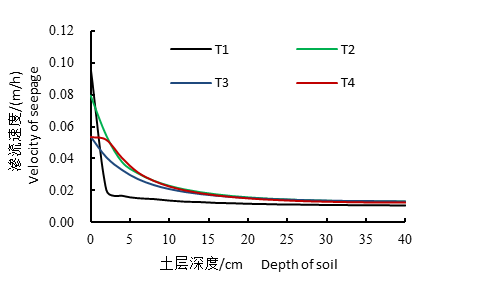 0.12
0.10
0.08
0.06
0.04
0.02
0.00
渗流速度/(m/h)
Velocity of seepage
T1
T2
T3
T4
0 5 10 15 20 25 30 35 40
土层深度/cm Depth of soil